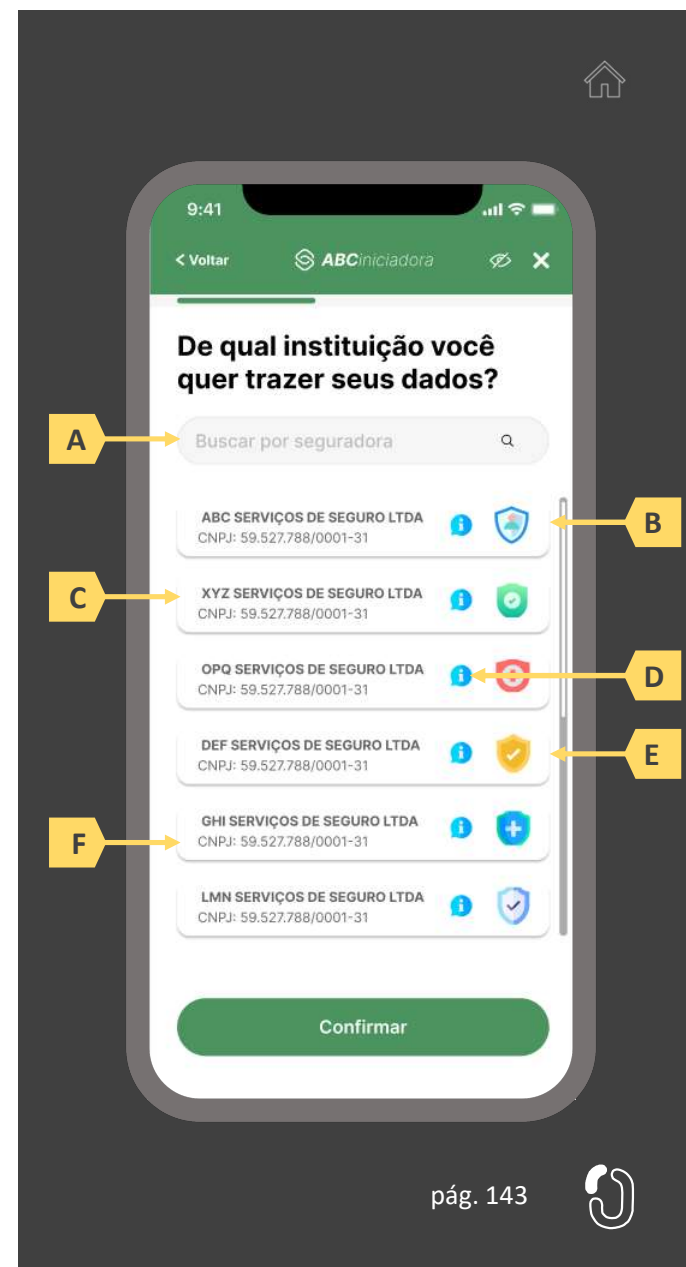 9:41
< Voltar
ABCiniciadora
De qual instituição você
quer trazer seus dados?
A
Buscar por seguradora
ABC SERVIÇOS DE SEGURO LTDA
CNPJ: 59.527.788/0001-31
B
C
XYZ SERVIÇOS DE SEGURO LTDA
CNPJ: 59.527.788/0001-31
OPQ SERVIÇOS DE SEGURO LTDA
CNPJ: 59.527.788/0001-31
D
DEF SERVIÇOS DE SEGURO LTDA
CNPJ: 59.527.788/0001-31
E
F
GHI SERVIÇOS DE SEGURO LTDA
CNPJ: 59.527.788/0001-31
LMN SERVIÇOS DE SEGURO LTDA
CNPJ: 59.527.788/0001-31
Confirmar
pág. 143